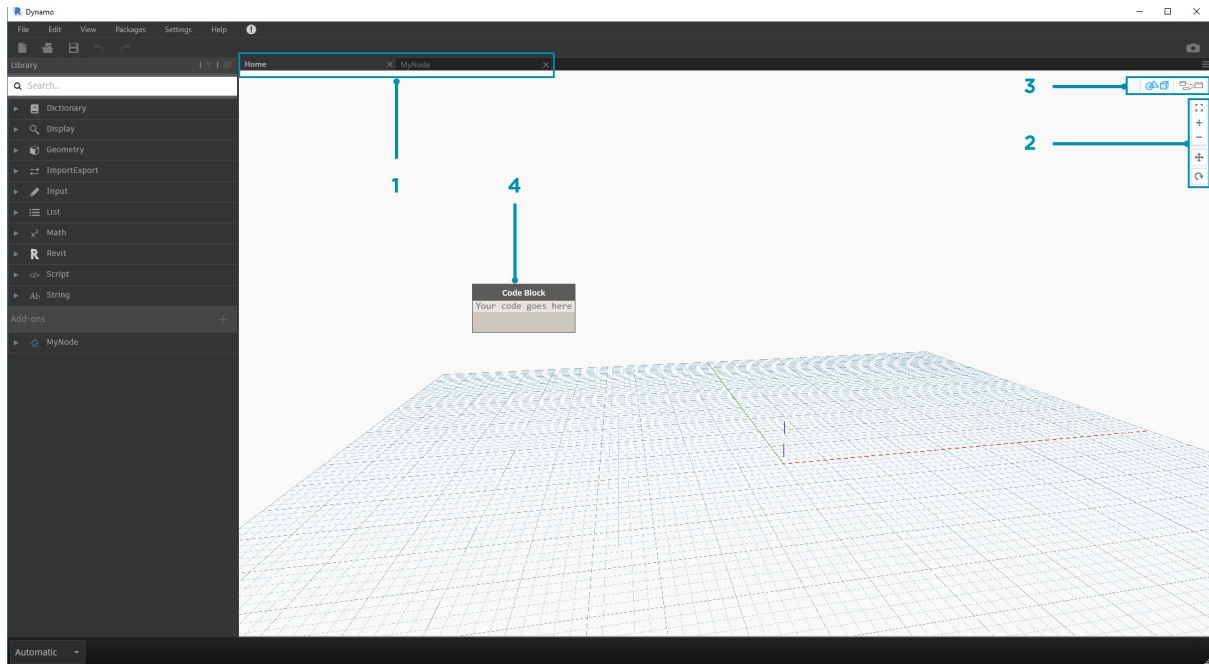 Dynamo
File Edit View Packages Settings Help
Library
Home MyNode
Search...
3
Dictionary
Display
Geometry
2
ImportExport
Input
1 4
List
Math
Revit
Script
Ab String
Code Block
Your code goes here
Add-ons
MyNode
Automatic